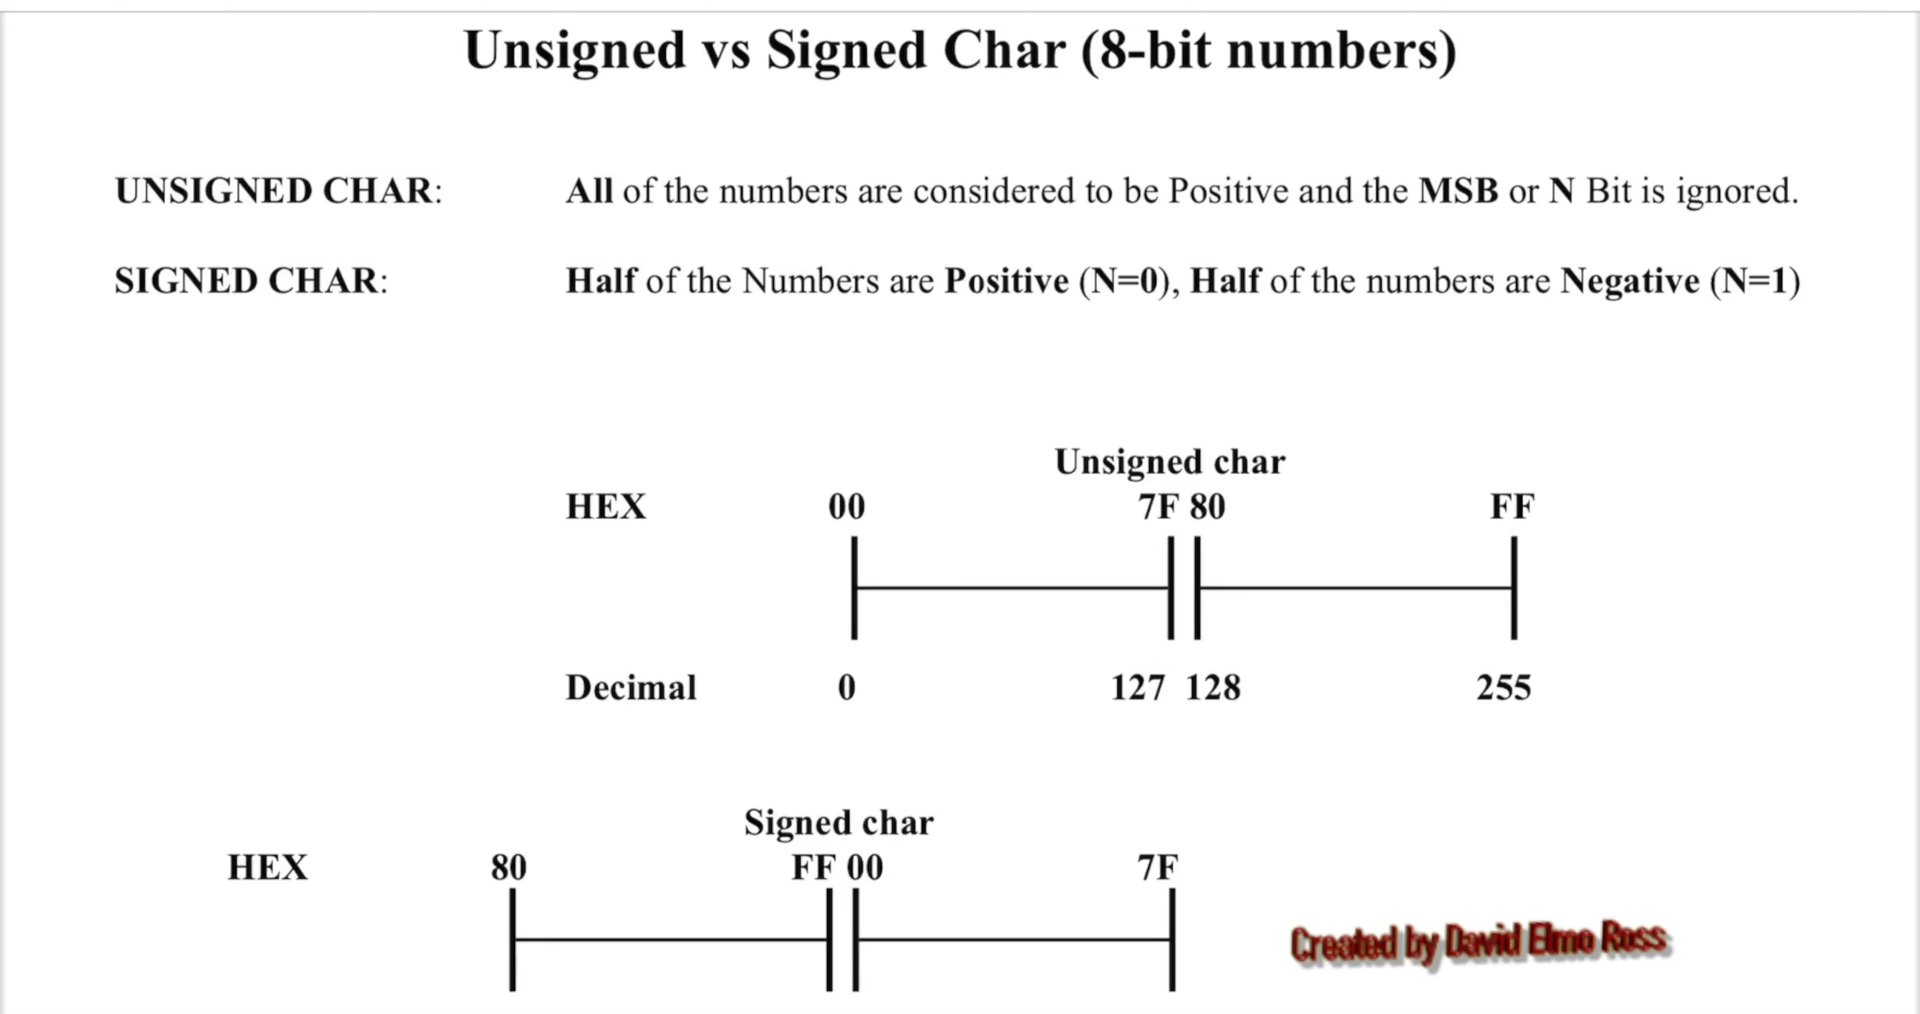 Unsigned vs Signed Char (8-bit numbers)
UNSIGNED CHAR: All of the numbers are considered to be Positive and the MSB or N Bit is ignored.
SIGNED CHAR: Half of the Numbers are Positive (N=0), Half of the numbers are Negative (N=1)
Unsigned char
HEX 00 7F 80 FF
Decimal 0 127 128 255
Signed char
HEX 80 FF 00 7F
Created by David Elmo Ross